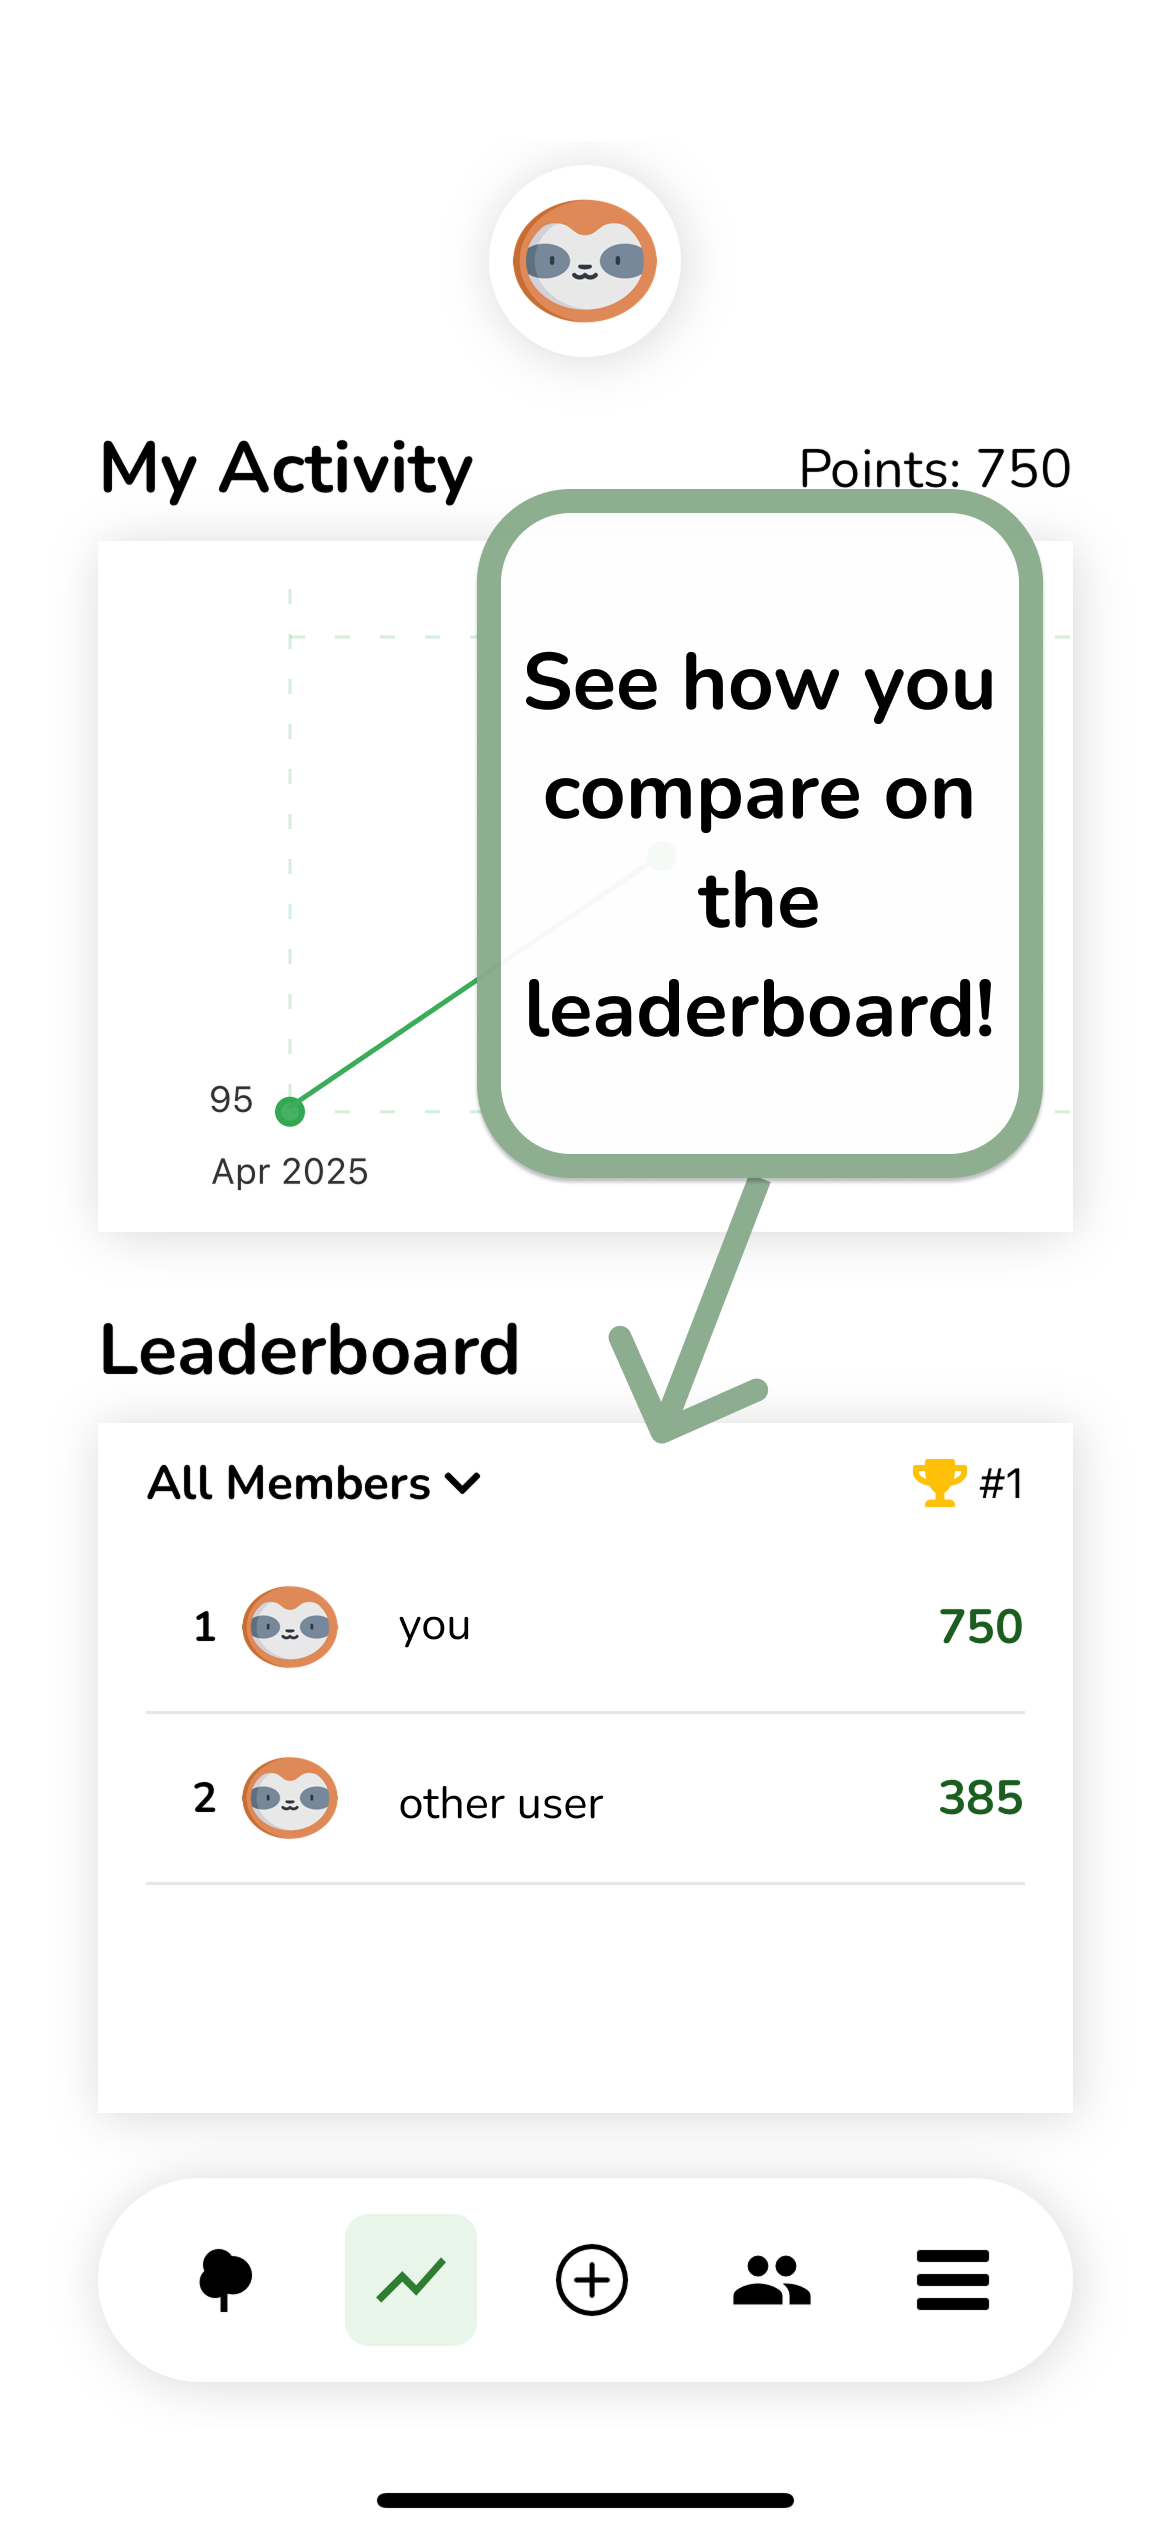 My Activity
Points: 750
See how you
compare on
the
leaderboard!
95
Apr 2025
Leaderboard
All Members
#1
1 you 750
2 other user 385